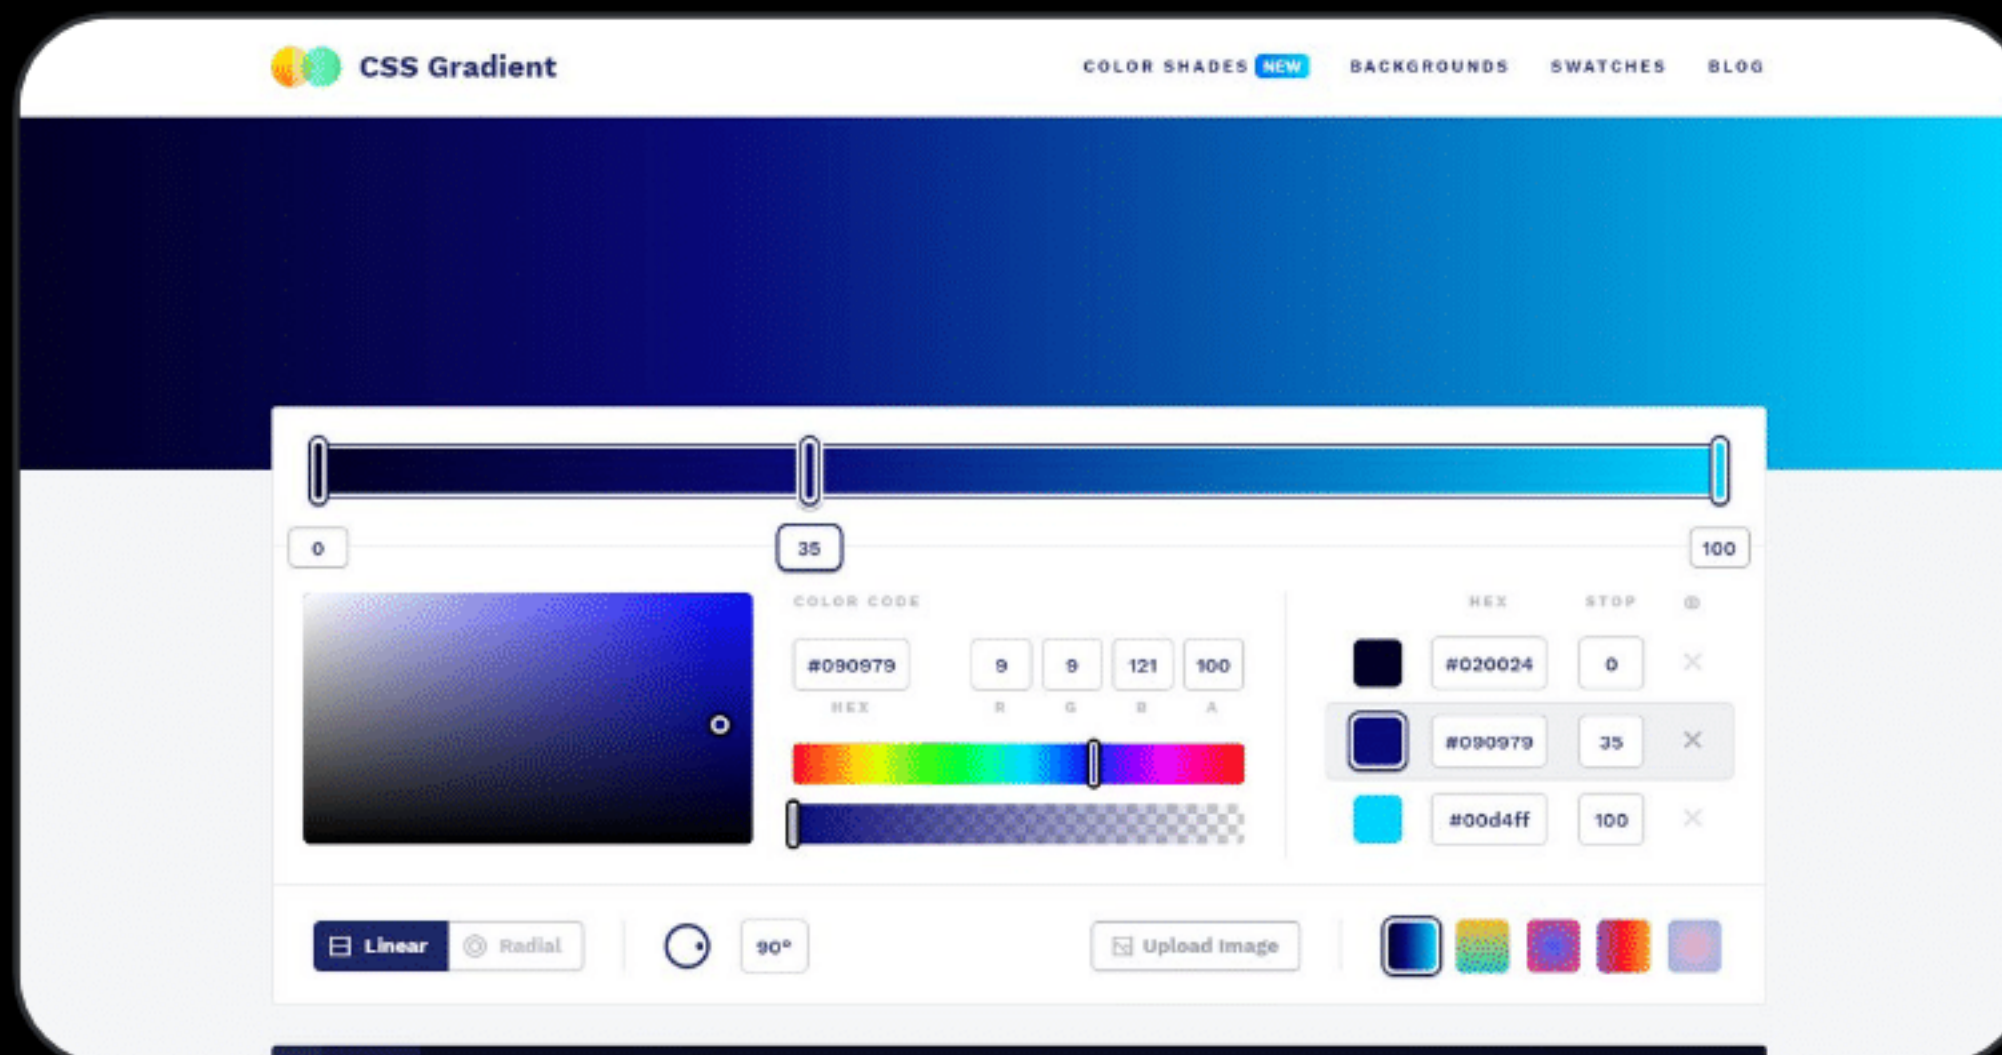 CSS Gradient
COLOR SHADES NEW BACKGROUNDS SWATCHES BLOG
0 35 100
COLOR CODE
HEX STOP
#090979 9 9 121 100
HEX R G B A
#020024 0
#090979 35
#00d4ff 100
Linear Radial
90°
Upload Image